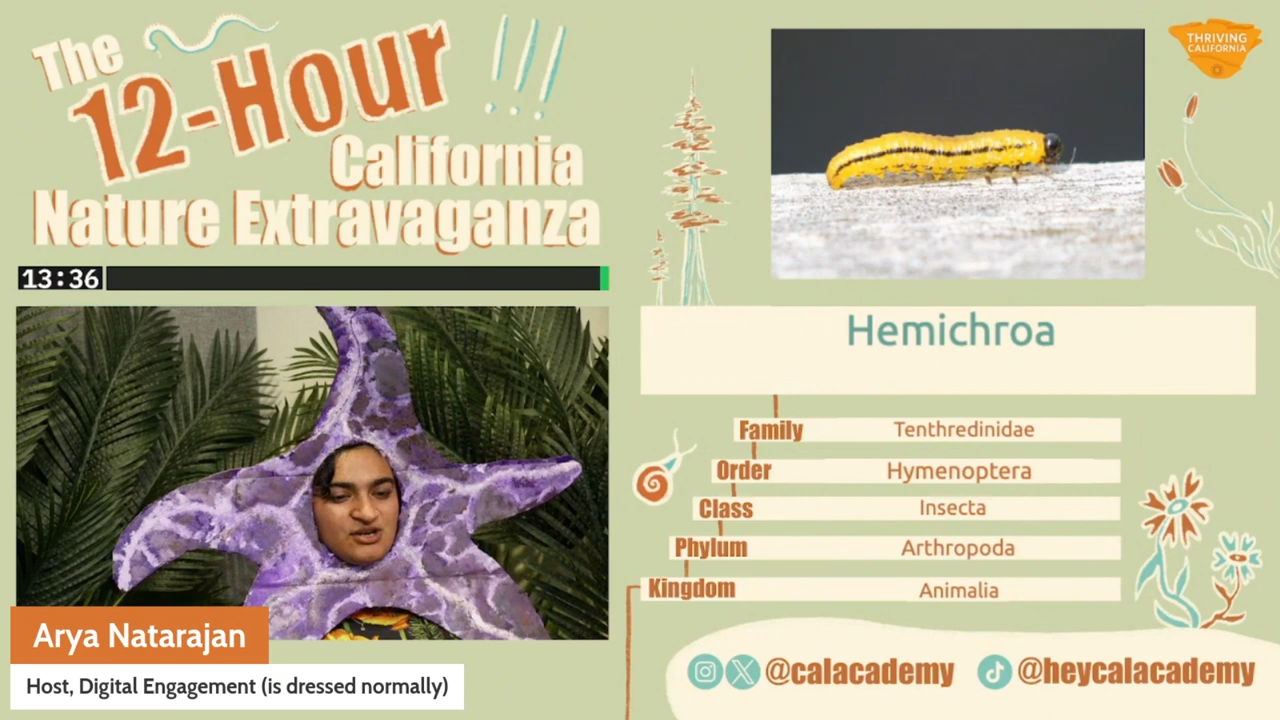 The
12-Hour
!!!
California
Nature Extravaganza
13:36
THRIVING
CALIFORNIA
Hemichroa
Family Tenthredinidae
Order Hymenoptera
Class Insecta
Phylum Arthropoda
Kingdom Animalia
Arya Natarajan
Host, Digital Engagement (is dressed normally)
@calacademy @heycalacademy